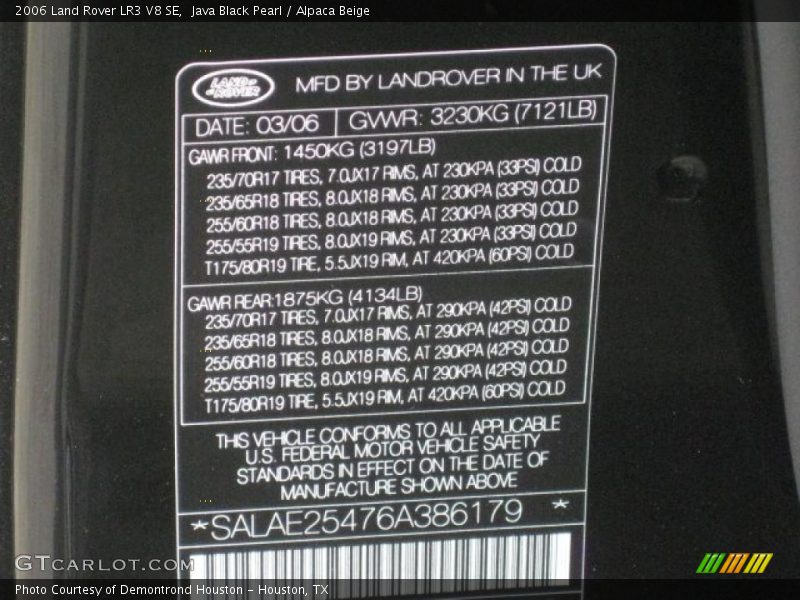 2006 Land Rover LR3 V8 SE,  Java Black Pearl / Alpaca Beige
LAND-
-ROVER
MFD BY LANDROVER IN THE UK
DATE: 03/06
GVWR: 3230KG (7121LB)
GAWR FRONT: 1450KG (3197LB)
235/70R17 TIRES, 7.0JX17 RIMS, AT 230KPA (33PSI) COLD
235/65R18 TIRES, 8.0JX18 RIMS, AT 230KPA (33PSI) COLD
255/60R18 TIRES, 8.0JX18 RIMS, AT 230KPA (33PSI) COLD
255/55R19 TIRES, 8.0JX19 RIMS, AT 230KPA (33PSI) COLD
T175/80R19 TIRE, 5.5JX19 RIM, AT 420KPA (60PSI) COLD
GAWR REAR:1875KG (4134LB)
235/70R17 TIRES, 7.0JX17 RIMS, AT 290KPA (42PSI) COLD
235/65R18 TIRES, 8.0JX18 RIMS, AT 290KPA (42PSI) COLD
255/60R18 TIRES, 8.0JX18 RIMS, AT 290KPA (42PSI) COLD
255/55R19 TIRES, 8.0JX19 RIMS, AT 290KPA (42PSI) COLD
T175/80R19 TIRE, 5.5JX19 RIM, AT 420KPA (60PSI) COLD
THIS VEHICLE CONFORMS TO ALL APPLICABLE
U.S. FEDERAL MOTOR VEHICLE SAFETY
STANDARDS IN EFFECT ON THE DATE OF
MANUFACTURE SHOWN ABOVE
*SALAE25476A386179 *
GTCARLOT.COM
Photo Courtesy of Demontrond Houston - Houston, TX